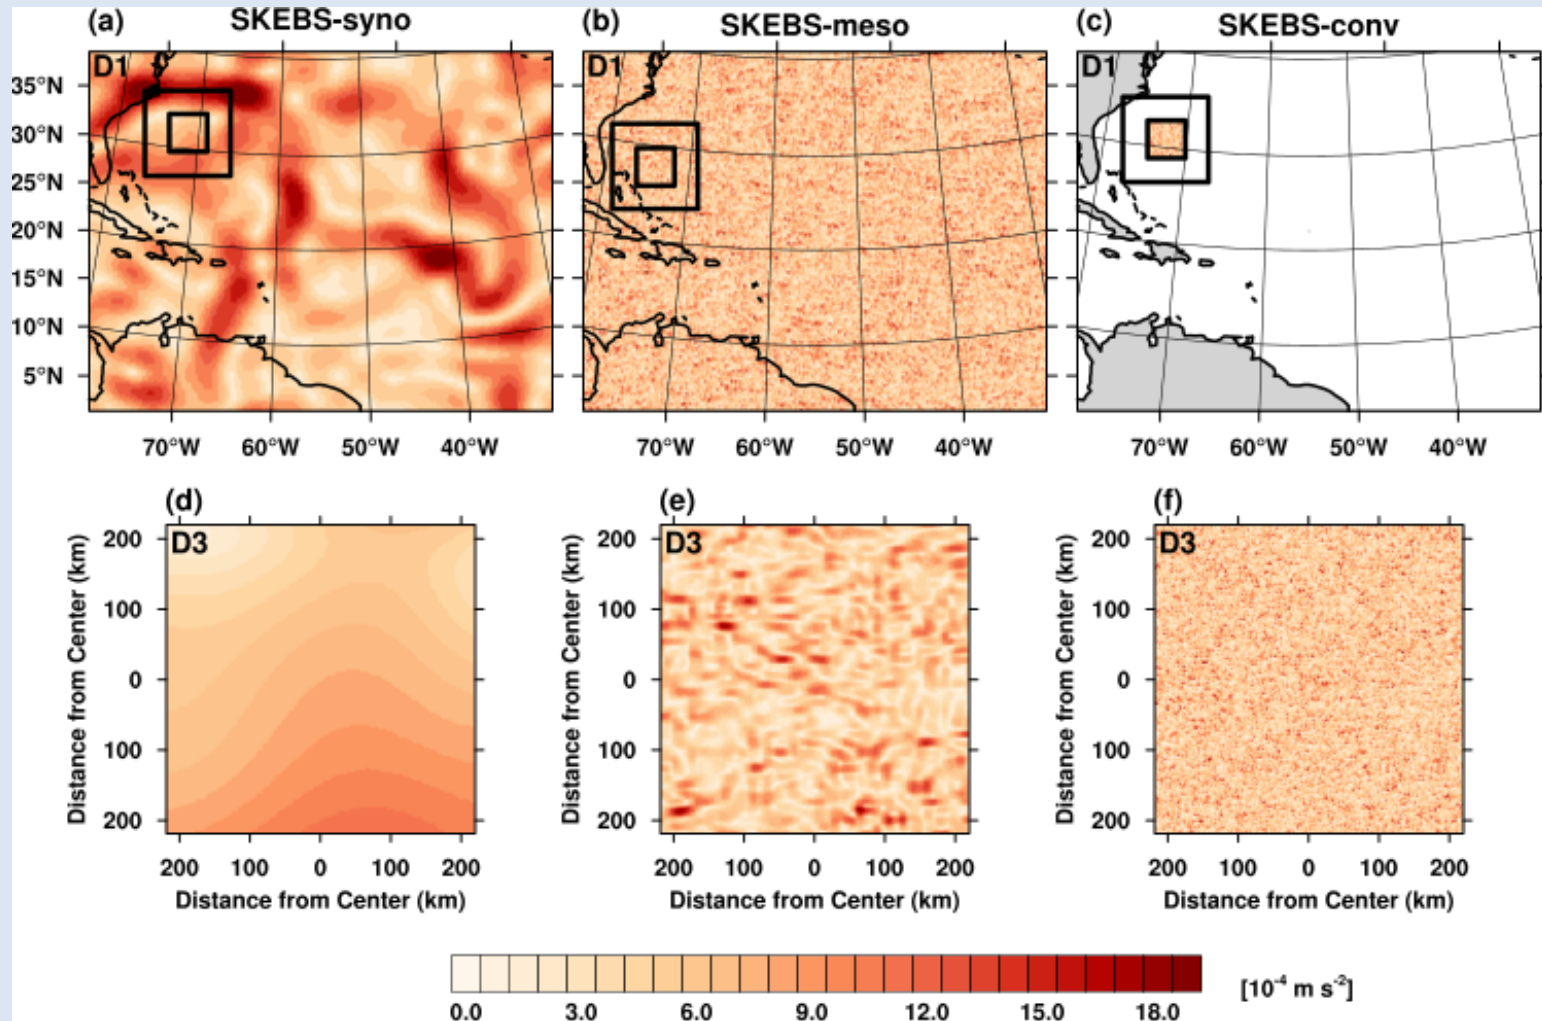 (a) SKEBS-syno (b) SKEBS-meso (c) SKEBS-conv
D1 D1 D1
35°N
30°N
25°N
20°N
15°N
10°N
5°N
70°W 60°W 50°W 40°W 70°W 60°W 50°W 40°W 70°W 60°W 50°W 40°W
(d) (e) (f)
D3 D3 D3
200 200 200
100 100 100
0 0 0
100 100 100
200 200 200
Distance from Center (km) Distance from Center (km) Distance from Center (km)
200 100 0 100 200 200 100 0 100 200 200 100 0 100 200
Distance from Center (km) Distance from Center (km) Distance from Center (km)
0.0 3.0 6.0 9.0 12.0 15.0 18.0 [10⁻⁴ m s⁻²]